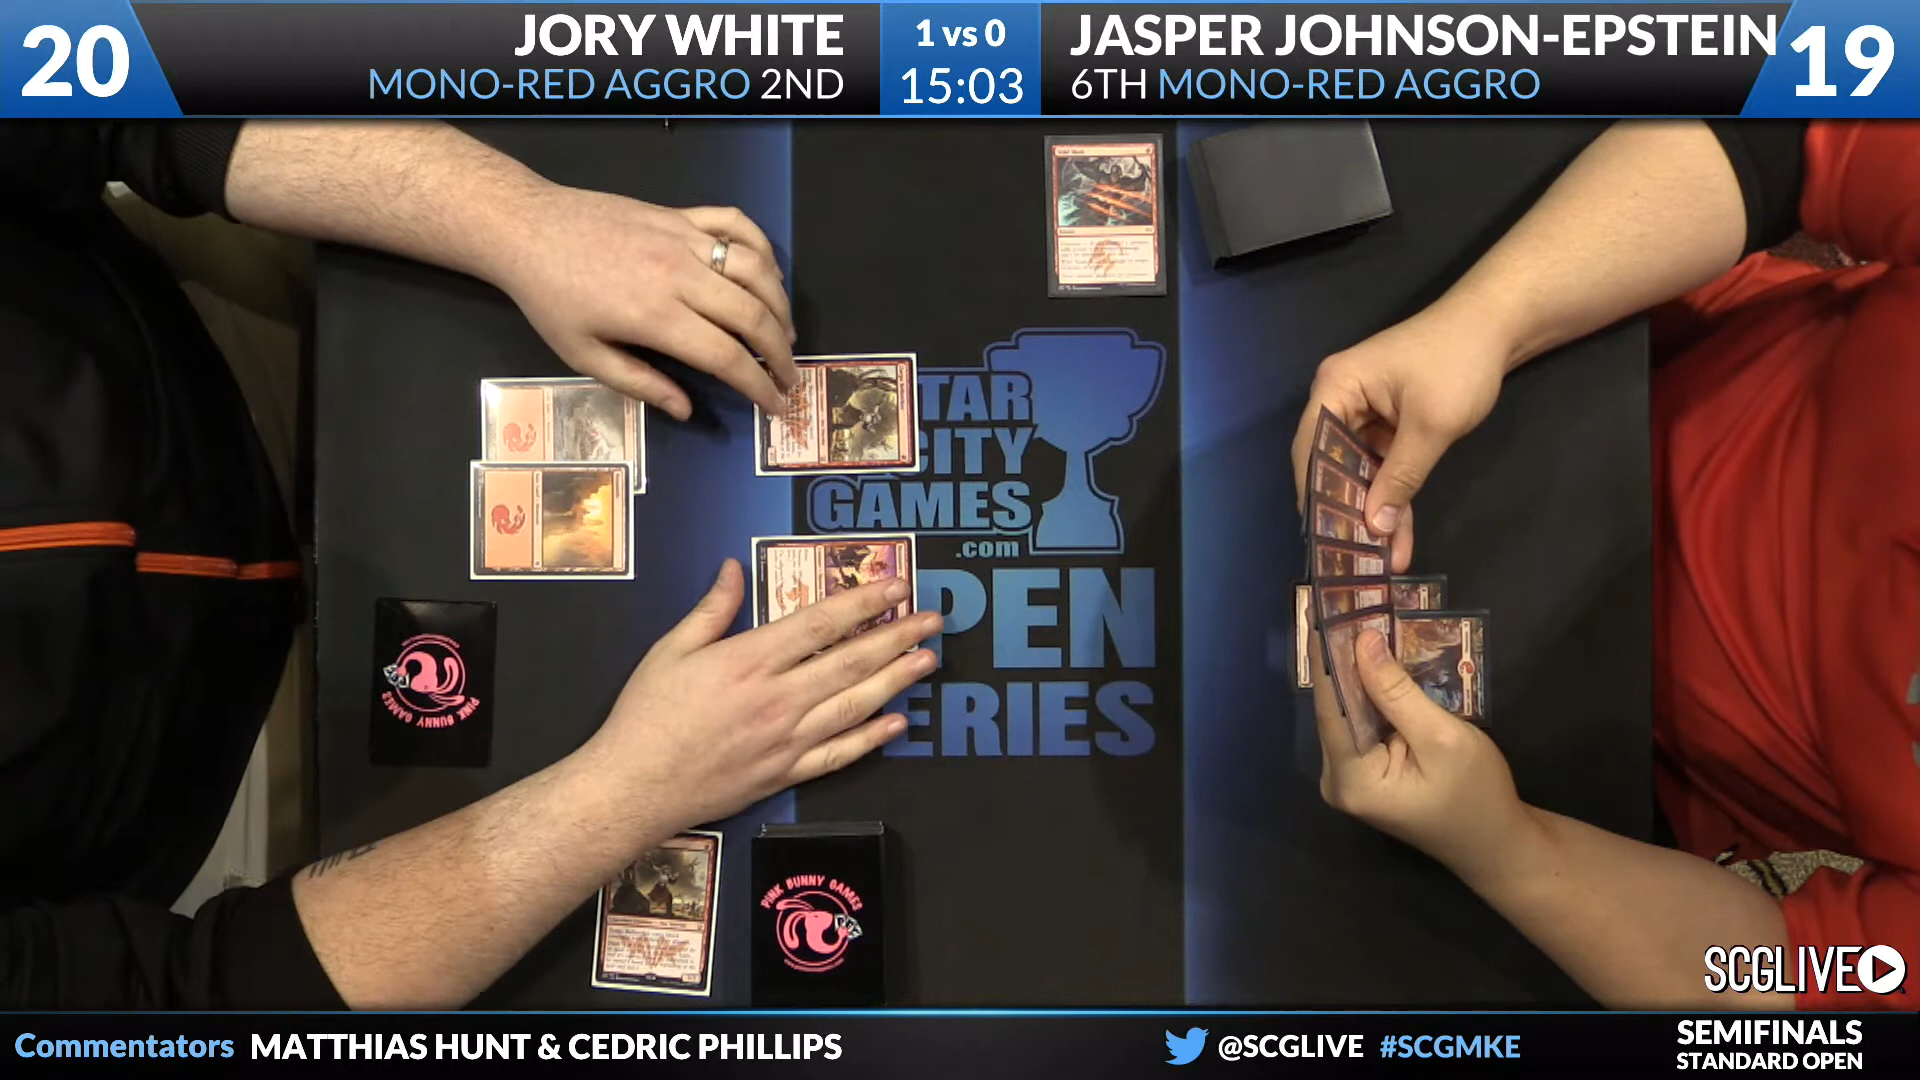 20
JORY WHITE
MONO-RED AGGRO 2ND
1 vs 0
15:03
JASPER JOHNSON-EPSTEIN
6TH MONO-RED AGGRO
19
TAR
CITY
GAMES
.com
PEN
ERIES
PINK BUNNY GAMES
PINK BUNNY GAMES
SCGLIVE
Commentators MATTHIAS HUNT & CEDRIC PHILLIPS
@SCGLIVE #SCGMKE
SEMIFINALS
STANDARD OPEN